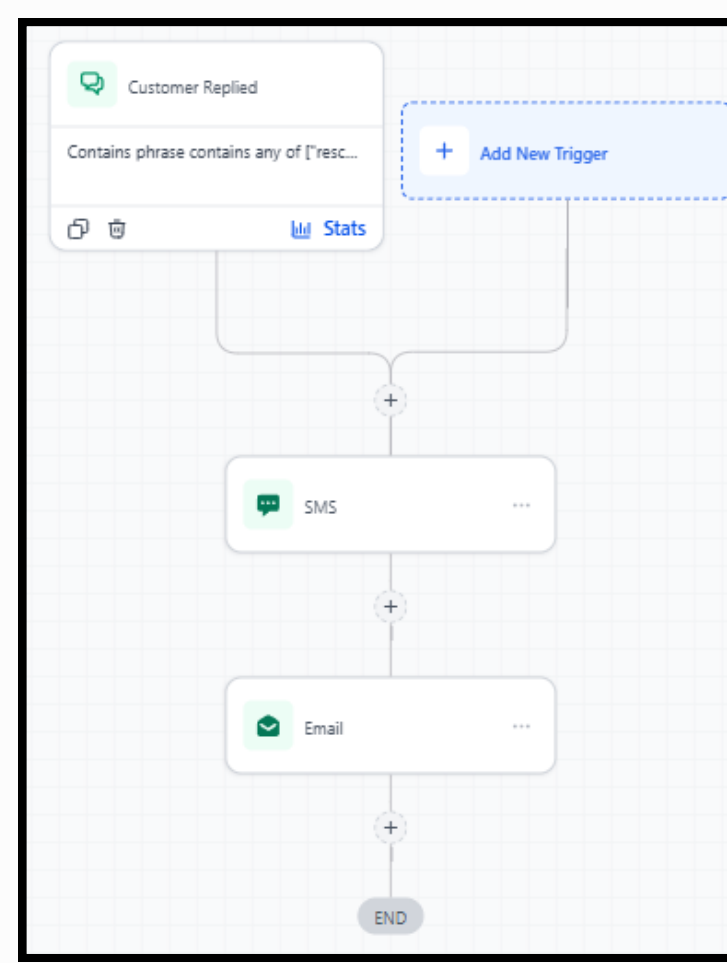 Customer Replied
Contains phrase contains any of ["resc...
Stats
Add New Trigger
SMS
Email
END